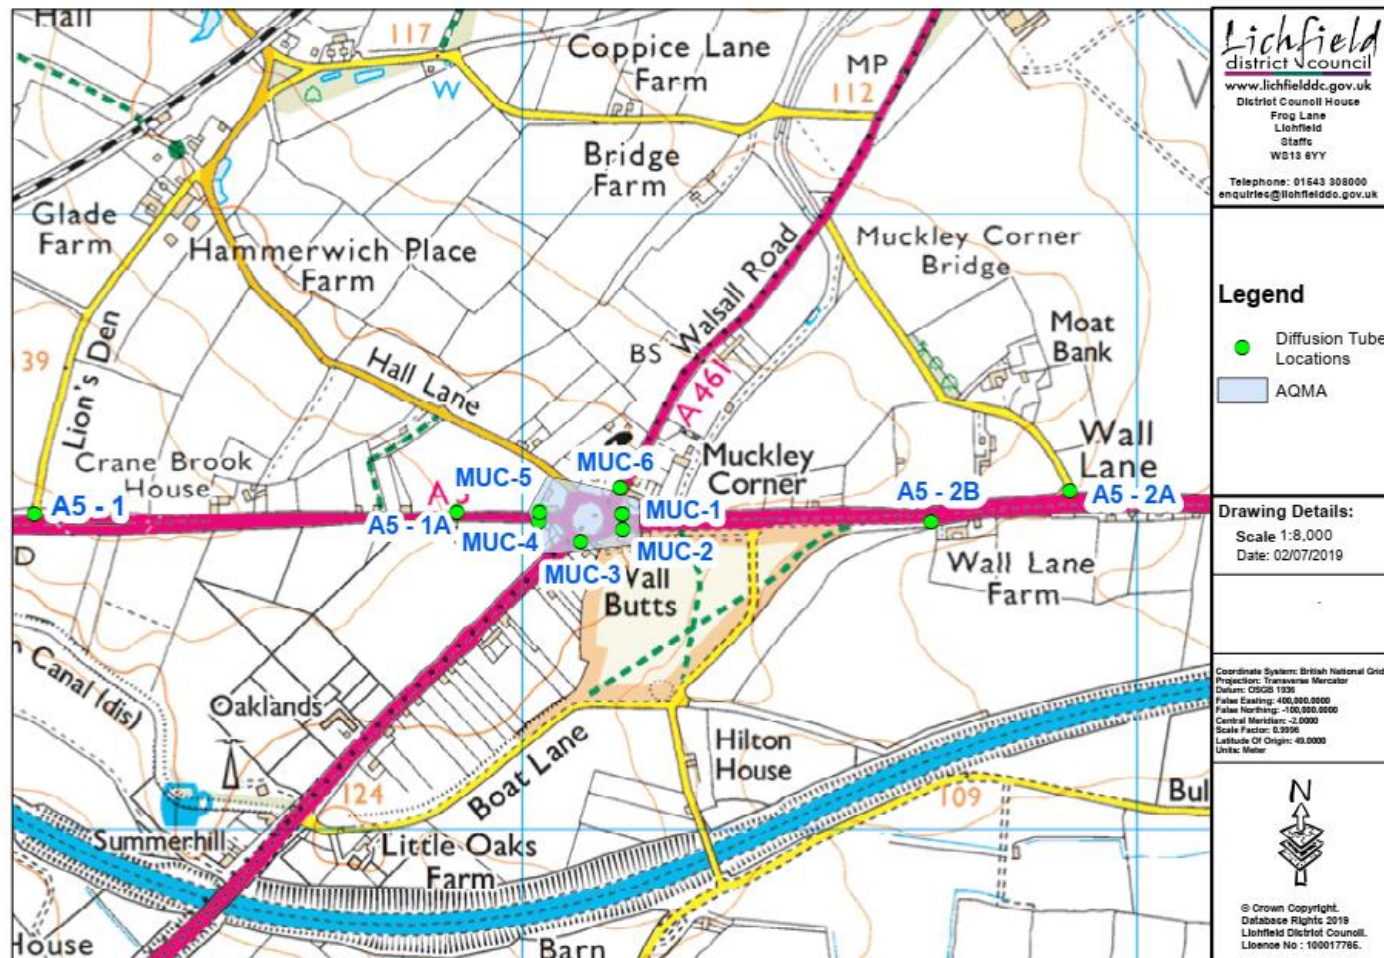 Hall
117
Coppice Lane
Farm
MP
112
W
Bridge
Farm
Glade
Farm
Hammerwich Place
Farm
Walsall Road
Muckley Corner
Bridge
39
Lion's Den
Hall Lane
BS
A 461
Moat
Bank
Crane Brook
House
MUC-5
MUC-6
Muckley
Corner
Wall
Lane
A5 - 1
A 5
A5 - 1A
MUC-4
MUC-1
A5 - 2B
A5 - 2A
MUC-3
MUC-2
D
Wall
Butts
Wall Lane
Farm
n Canal (dis)
Oaklands
Boat Lane
Hilton
House
124
109
Bul
Summerhill
Little Oaks
Farm
House
Barn
Lichfield
district council
www.lichfielddc.gov.uk
District Council House
Frog Lane
Lichfield
Staffs
WS13 6YY
Telephone: 01543 308000
enquiries@lichfielddc.gov.uk
Legend
Diffusion Tube
Locations
AQMA
Drawing Details:
Scale 1:8,000
Date: 02/07/2019
-
Coordinate System: British National Grid
Projection: Transverse Mercator
Datum: OSGB 1936
False Easting: 400,000.0000
False Northing: -100,000.0000
Central Meridian: -2.0000
Scale Factor: 0.9996
Latitude Of Origin: 49.0000
Units: Meter
N
© Crown Copyright.
Database Rights 2019
Lichfield District Council.
Licence No : 100017765.